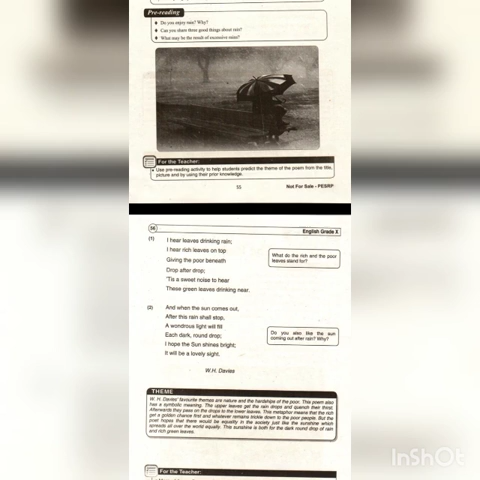 Pre-reading
Do you enjoy rain? Why?
Can you share three good things about rain?
What may be the result of excessive rains?
For the Teacher:
Use pre-reading activity to help students predict the theme of the poem from the title,
picture and by using their prior knowledge.
55
Not For Sale - PESRP
56
English Grade X
(1) I hear leaves drinking rain;
I hear rich leaves on top
Giving the poor beneath
Drop after drop;
'Tis a sweet noise to hear
These green leaves drinking near.
What do the rich and the poor
leaves stand for?
(2) And when the sun comes out,
After this rain shall stop,
A wondrous light will fill
Each dark, round drop;
I hope the Sun shines bright;
It will be a lovely sight.
Do you also like the sun
coming out after rain? Why?
W.H. Davies
THEME
W. H. Davies' favourite themes are nature and the hardships of the poor. This poem also
has a symbolic meaning. The upper leaves get the rain drops and quench their thirst.
Afterwards they pass on the drops to the lower leaves. This metaphor means that the rich
get a golden chance first and whatever remains trickle down to the poor people. But the
poet hopes that there would be equality in the society just like the sunshine which
spreads all over the world equally. This sunshine is both for the dark round drop of rain
and rich green leaves.
For the Teacher:
InShOt